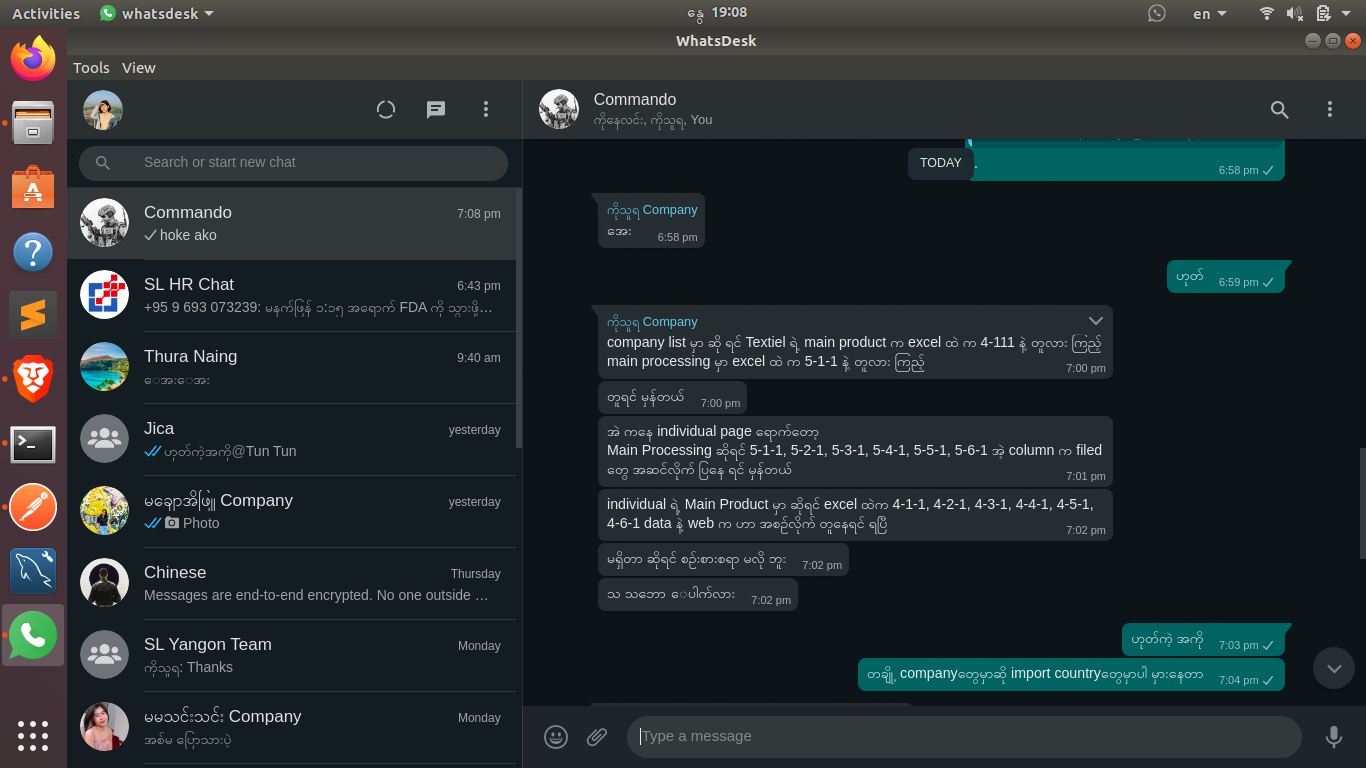 Activities
whatsdesk
နွေ 19:08
en
WhatsDesk
Tools View
Search or start new chat
Commando
7:08 pm
hoke ako
SL HR Chat
6:43 pm
+95 9 693 073239: မနက်ဖြန် ၁:၁၅ အရောက် FDA ကို သွားဖို့…
Thura Naing
9:40 am
ေအးေအး
Jica
yesterday
ဟုတ်ကဲ့အကို@Tun Tun
မချောအိဖြူ Company
yesterday
Photo
Chinese
Thursday
Messages are end-to-end encrypted. No one outside …
SL Yangon Team
Monday
ကိုသူရ: Thanks
မမသင်းသင်း Company
Monday
အစ်မ ပြောသားပဲ့
Commando
ကိုနေလင်း, ကိုသူရ, You
TODAY
.
6:58 pm
ကိုသူရ Company
အေး
6:58 pm
ဟုတ်
6:59 pm
ကိုသူရ Company
company list မှာ ဆို ရင် Textiel ရဲ့ main product က excel ထဲ က 4-111 နဲ့ တူလား ကြည့်
main processing မှာ excel ထဲ က 5-1-1 နဲ့ တူလား ကြည့်
7:00 pm
တူရင် မှန်တယ်
7:00 pm
အဲ ကနေ individual page ရောက်တော့
Main Processing ဆိုရင် 5-1-1, 5-2-1, 5-3-1, 5-4-1, 5-5-1, 5-6-1 အဲ့ column က filed
တွေ အဆင်လိုက် ပြနေ ရင် မှန်တယ်
7:01 pm
individual ရဲ့ Main Product မှာ ဆိုရင် excel ထဲက 4-1-1, 4-2-1, 4-3-1, 4-4-1, 4-5-1,
4-6-1 data နဲ့ web က ဟာ အစဉ်လိုက် တူနေရင် ရပြီ
7:02 pm
မရှိတာ ဆိုရင် စဉ်းစားစရာ မလို ဘူး
7:02 pm
သ သဘော ေပါက်လား
7:02 pm
ဟုတ်ကဲ့ အကို
7:03 pm
တချို့ companyတွေမှာဆို import countryတွေမှာပါ မှားနေတာ
7:04 pm
Type a message